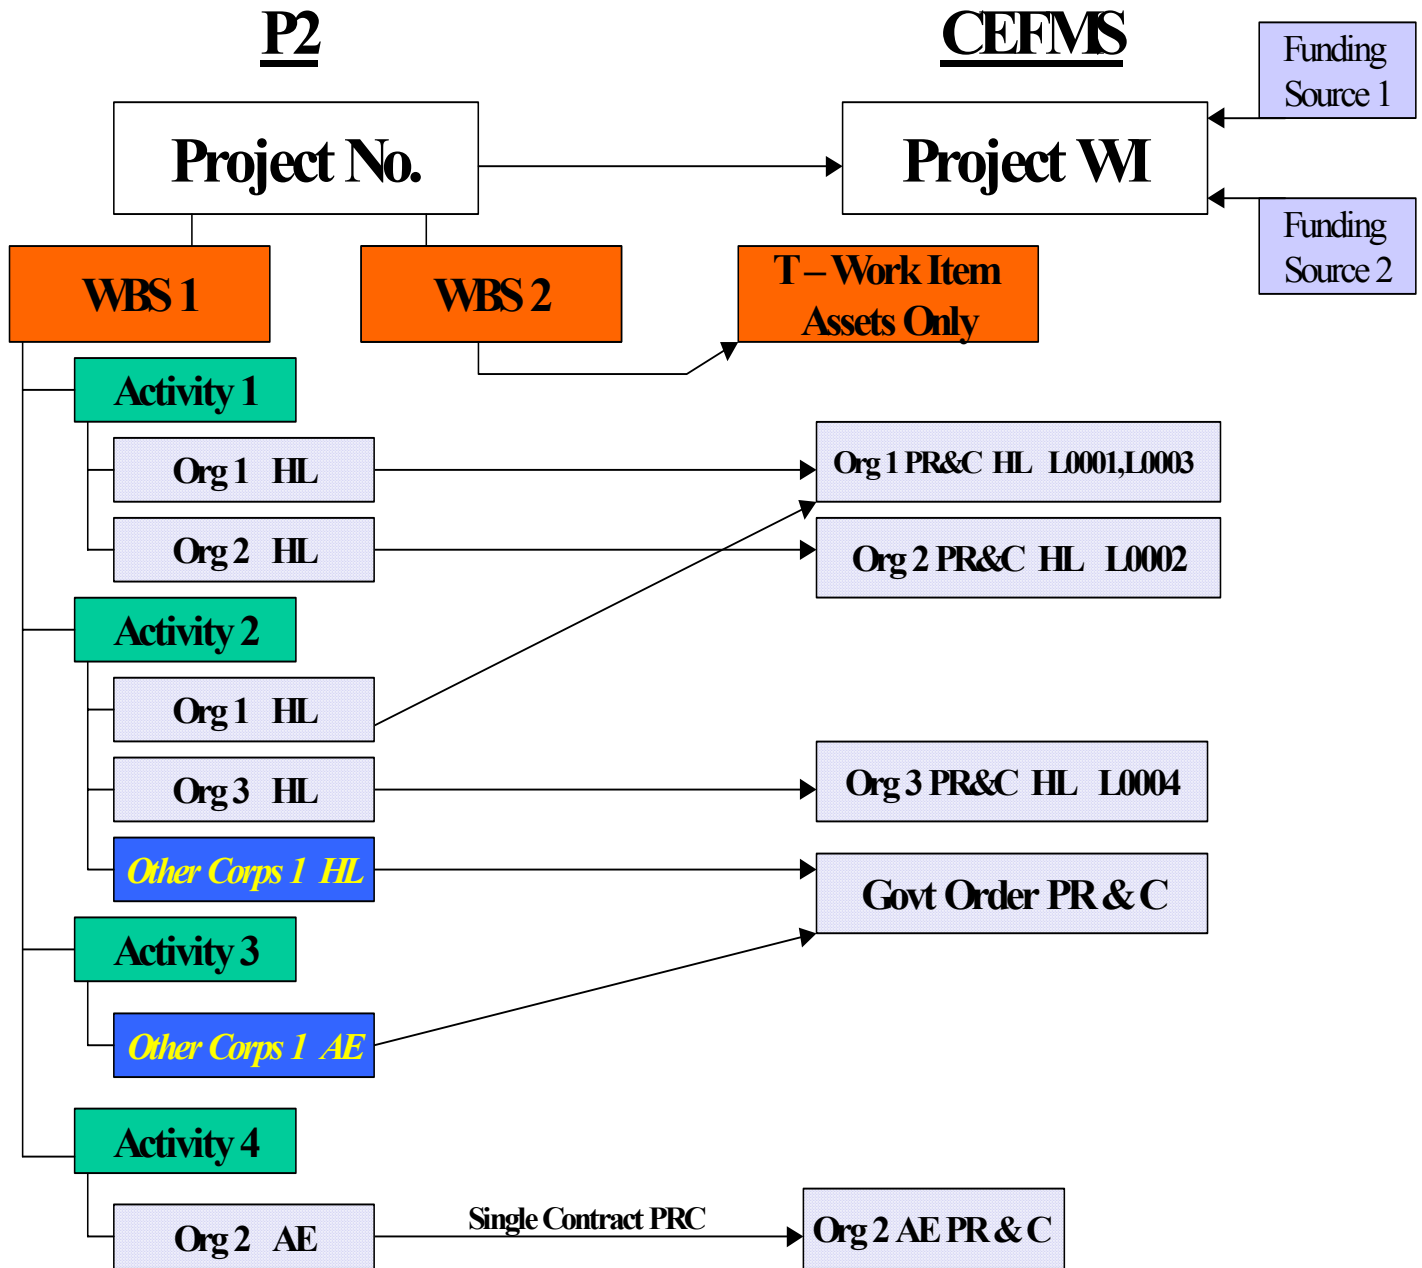 P2
CEFMS
Funding
Source 1
Project No.
Project WI
Funding
Source 2
WBS 1
WBS 2
T – Work Item
Assets Only
Activity 1
Org 1 HL
Org 1 PR&C HL L0001,L0003
Org 2 HL
Org 2 PR&C HL L0002
Activity 2
Org 1 HL
Org 3 HL
Org 3 PR&C HL L0004
Other Corps 1 HL
Govt Order PR & C
Activity 3
Other Corps 1 AE
Activity 4
Single Contract PRC
Org 2 AE
Org 2 AE PR & C